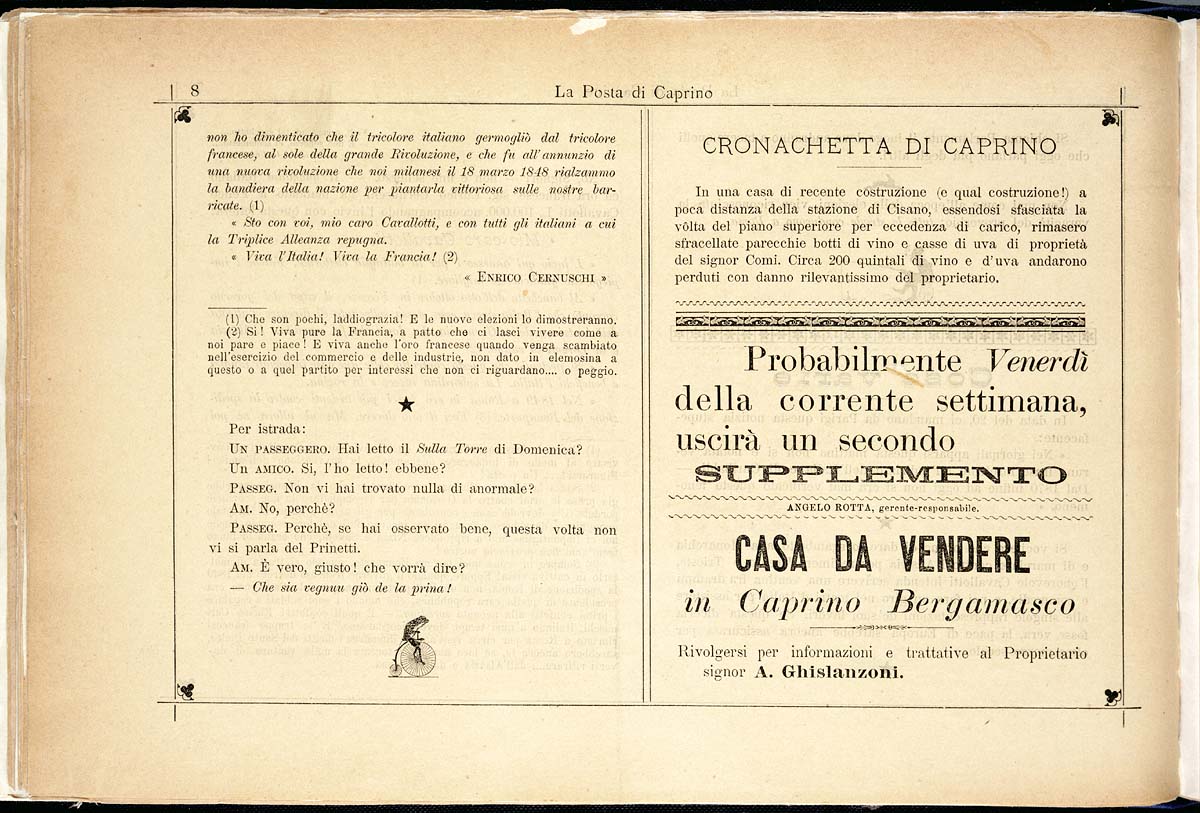 8
La Posta di Caprino
non ho dimenticato che il tricolore italiano germogliò dal tricolore
francese, al sole della grande Rivoluzione, e che fu all'annunzio di
una nuova rivoluzione che noi milanesi il 18 marzo 1848 rialzammo
la bandiera della nazione per piantarla vittoriosa sulle nostre bar-
ricate. (1)
« Sto con voi, mio caro Cavallotti, e con tutti gli italiani a cui
la Triplice Alleanza repugna.
« Viva l'Italia! Viva la Francia! (2)
« ENRICO CERNUSCHI »
(1) Che son pochi, laddiograzia! E le nuove elezioni lo dimostreranno.
(2) Sì! Viva pure la Francia, a patto che ci lasci vivere come a
noi pare e piace! E viva anche l'oro francese quando venga scambiato
nell'esercizio del commercio e delle industrie, non dato in elemosina a
questo o a quel partito per interessi che non ci riguardano.... o peggio.
Per istrada:
UN PASSEGGERO. Hai letto il Sulla Torre di Domenica?
UN AMICO. Sì, l'ho letto! ebbene?
PASSEG. Non vi hai trovato nulla di anormale?
AM. No, perchè?
PASSEG. Perchè, se hai osservato bene, questa volta non
vi si parla del Prinetti.
AM. È vero, giusto! che vorrà dire?
— Che sia vegnuu giò de la prina!
CRONACHETTA DI CAPRINO
In una casa di recente costruzione (e qual costruzione!) a
poca distanza della stazione di Cisano, essendosi sfasciata la
vôlta del piano superiore per eccedenza di carico, rimasero
sfracellate parecchie botti di vino e casse di uva di proprietà
del signor Comi. Circa 200 quintali di vino e d'uva andarono
perduti con danno rilevantissimo del proprietario.
Probabilmente Venerdì
della corrente settimana,
uscirà un secondo
SUPPLEMENTO
ANGELO ROTTA, gerente-responsabile.
CASA DA VENDERE
in Caprino Bergamasco
Rivolgersi per informazioni e trattative al Proprietario
signor A. Ghislanzoni.